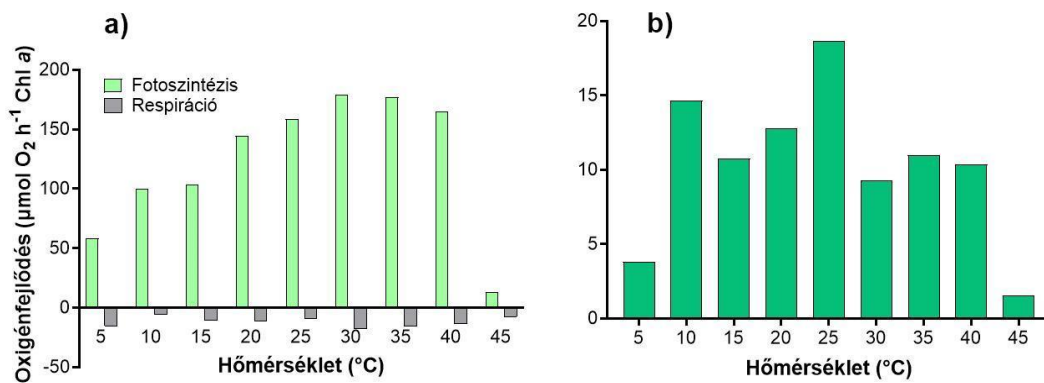 a)
Oxigénfejlődés (µmol O₂ h⁻¹ Chl a)
200
150
100
50
0
-50
Fotoszintézis
Respiráció
5 10 15 20 25 30 35 40 45
Hőmérséklet (°C)
b)
20
15
10
5
0
5 10 15 20 25 30 35 40 45
Hőmérséklet (°C)